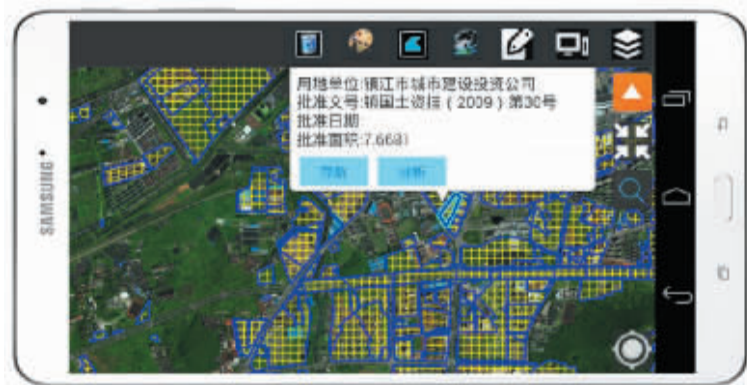 用地单位:镇江市城市建设投资公司
批准文号:镇国土资挂(2009)第30号
批准日期:
批准面积:7.6681
SAMSUNG